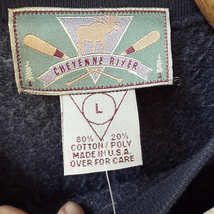 CHEYENNE RIVER
L
80% 20%
COTTON/POLY
MADE IN U.S.A.
OVER FOR CARE